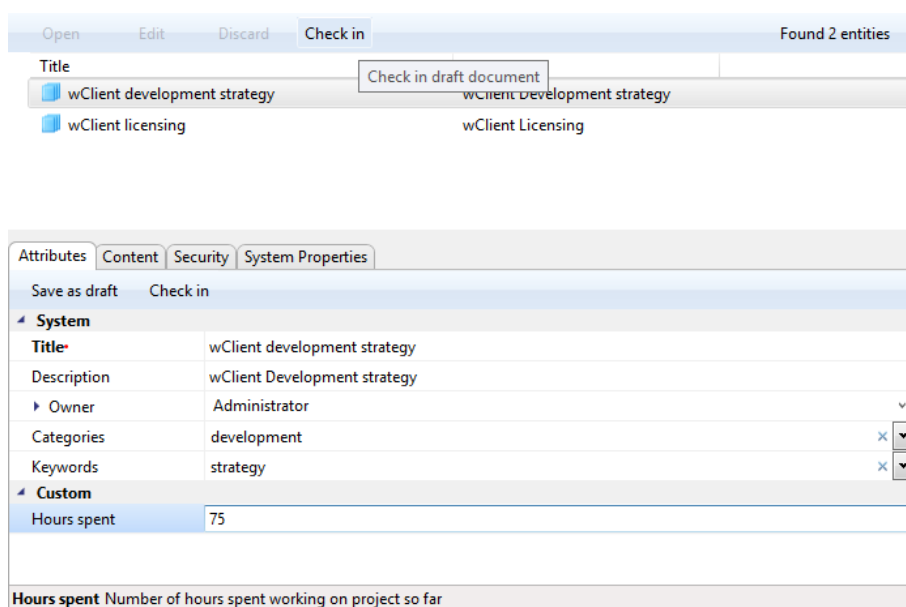 Open Edit Discard Check in Found 2 entities
Title
Check in draft document
wClient development strategy wClient Development strategy
wClient licensing wClient Licensing
Attributes Content Security System Properties
Save as draft Check in
System
Title•
wClient development strategy
Description wClient Development strategy
Owner Administrator
Categories development
Keywords strategy
Custom
Hours spent 75
Hours spent Number of hours spent working on project so far